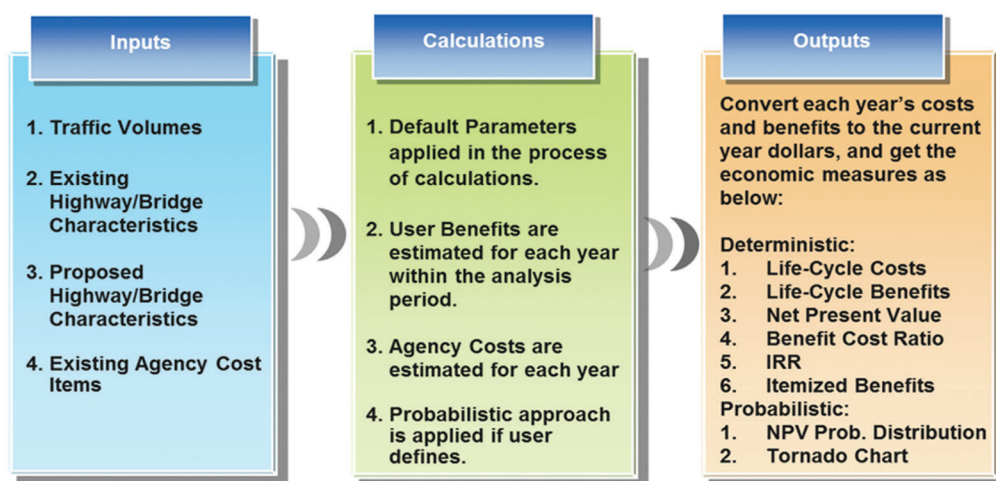 Inputs
1. Traffic Volumes
2. Existing
Highway/Bridge
Characteristics
3. Proposed
Highway/Bridge
Characteristics
4. Existing Agency Cost
Items
Calculations
1. Default Parameters
applied in the process
of calculations.
2. User Benefits are
estimated for each year
within the analysis
period.
3. Agency Costs are
estimated for each year
4. Probabilistic approach
is applied if user
defines.
Outputs
Convert each year’s costs
and benefits to the current
year dollars, and get the
economic measures as
below:
Deterministic:
1. Life-Cycle Costs
2. Life-Cycle Benefits
3. Net Present Value
4. Benefit Cost Ratio
5. IRR
6. Itemized Benefits
Probabilistic:
1. NPV Prob. Distribution
2. Tornado Chart